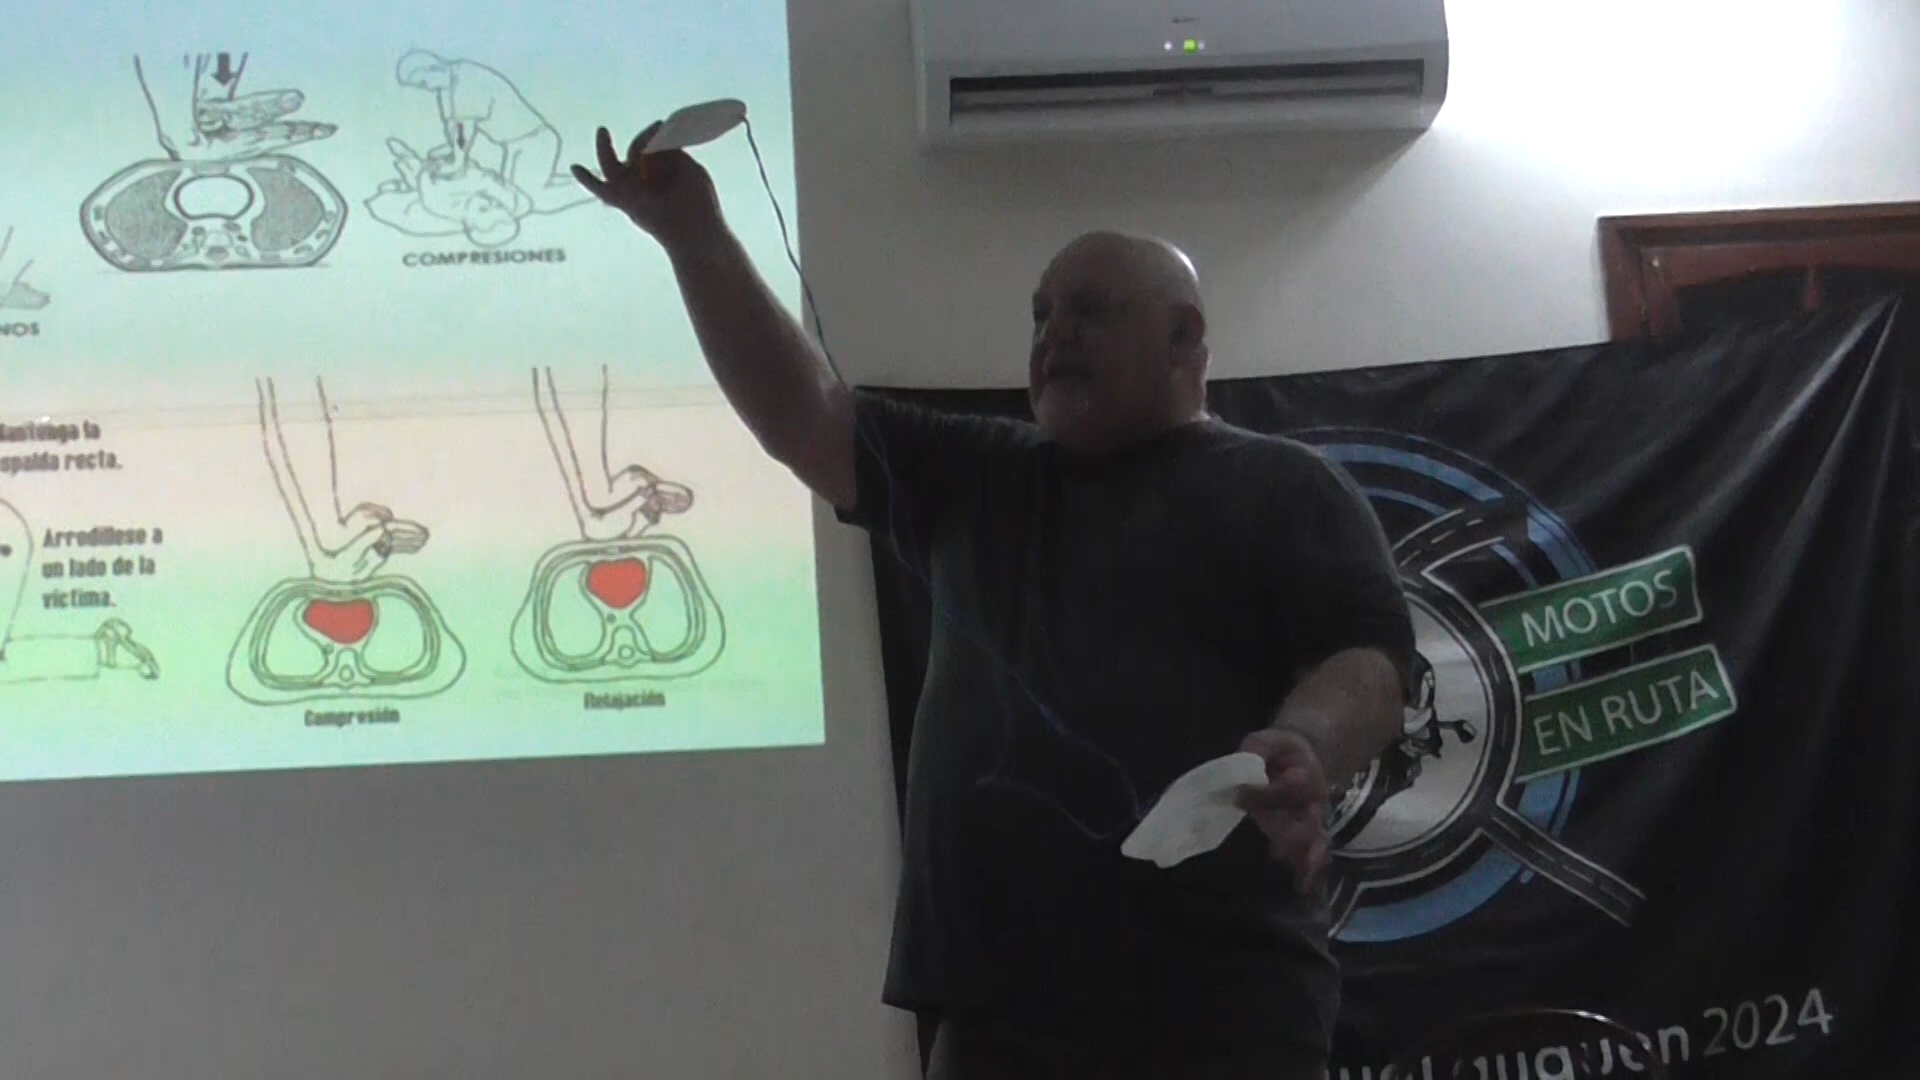 COMPRESIONES
NOS
Mantenga la
espalda recta.
Arrodíllese a
un lado de la
víctima.
Compresión
Relajación
MOTOS
EN RUTA
2024